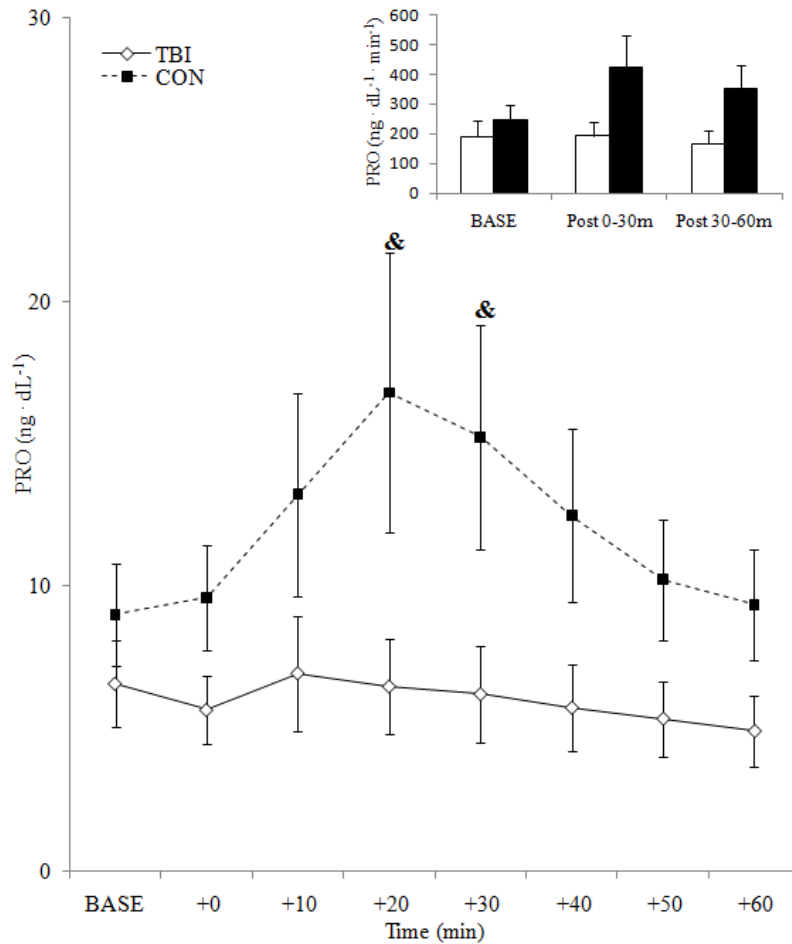 30
TBI
CON
600
500
400
300
200
100
0
PRO (ng · dL⁻¹ · min⁻¹)
BASE Post 0-30m Post 30-60m
&
&
20
PRO (ng · dL⁻¹)
10
0
BASE +0 +10 +20 +30 +40 +50 +60
Time (min)